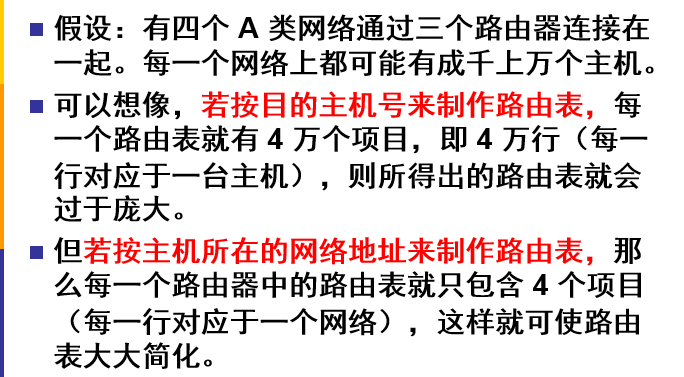 假设：有四个 A 类网络通过三个路由器连接在
一起。每一个网络上都可能有成千上万个主机。
可以想像，若按目的主机号来制作路由表，每
一个路由表就有 4 万个项目，即 4 万行（每一
行对应于一台主机），则所得出的路由表就会
过于庞大。
但若按主机所在的网络地址来制作路由表，那
么每一个路由器中的路由表就只包含 4 个项目
（每一行对应于一个网络），这样就可使路由
表大大简化。